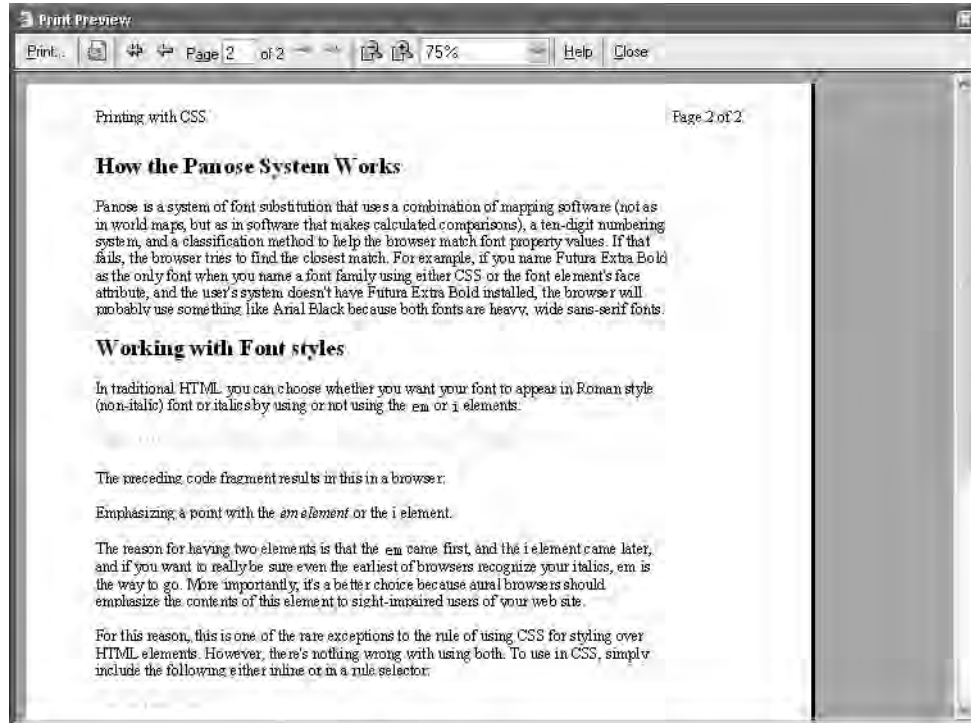 Print Preview
Print... Page 2 of 2 75% Help Close
Printing with CSS Page 2 of 2
How the Panose System Works
Panose is a system of font substitution that uses a combination of mapping software (not as
in world maps, but as in software that makes calculated comparisons), a ten-digit numbering
system, and a classification method to help the browser match font property values. If that
fails, the browser tries to find the closest match. For example, if you name Futura Extra Bold
as the only font when you name a font family using either CSS or the font element's face
attribute, and the user's system doesn't have Futura Extra Bold installed, the browser will
probably use something like Arial Black because both fonts are heavy, wide sans-serif fonts.
Working with Font styles
In traditional HTML you can choose whether you want your font to appear in Roman style
(non-italic) font or italics by using or not using the em or i elements:
The preceding code fragment results in this in a browser:
Emphasizing a point with the em element or the i element.
The reason for having two elements is that the em came first, and the i element came later,
and if you want to really be sure even the earliest of browsers recognize your italics, em is
the way to go. More importantly, it's a better choice because aural browsers should
emphasize the contents of this element to sight-impaired users of your web site.
For this reason, this is one of the rare exceptions to the rule of using CSS for styling over
HTML elements. However, there's nothing wrong with using both. To use in CSS, simply
include the following either inline or in a rule selector: